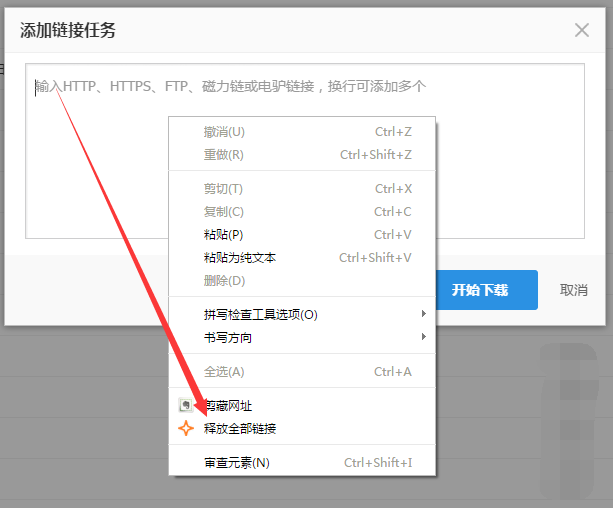 添加链接任务
输入HTTP、HTTPS、FTP、磁力链或电驴链接，换行可添加多个
撤消(U) Ctrl+Z
重做(R) Ctrl+Shift+Z
剪切(T) Ctrl+X
复制(C) Ctrl+C
粘贴(P) Ctrl+V
粘贴为纯文本 Ctrl+Shift+V
删除(D)
开始下载 取消
拼写检查工具选项(O)
书写方向
全选(A) Ctrl+A
剪藏网址
释放全部链接
审查元素(N) Ctrl+Shift+I